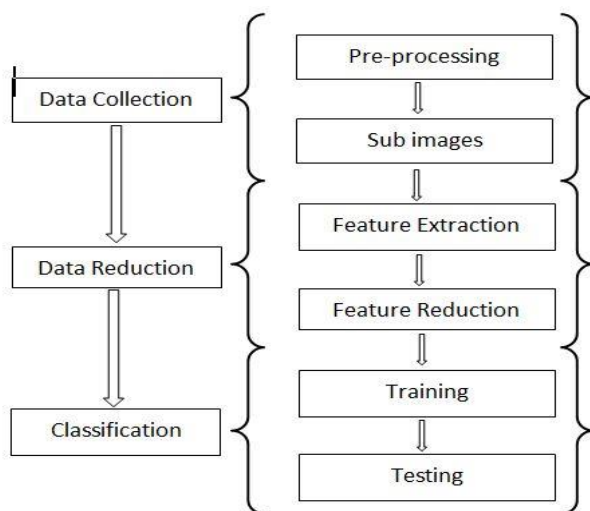 Data Collection
Data Reduction
Classification
Pre-processing
Sub images
Feature Extraction
Feature Reduction
Training
Testing